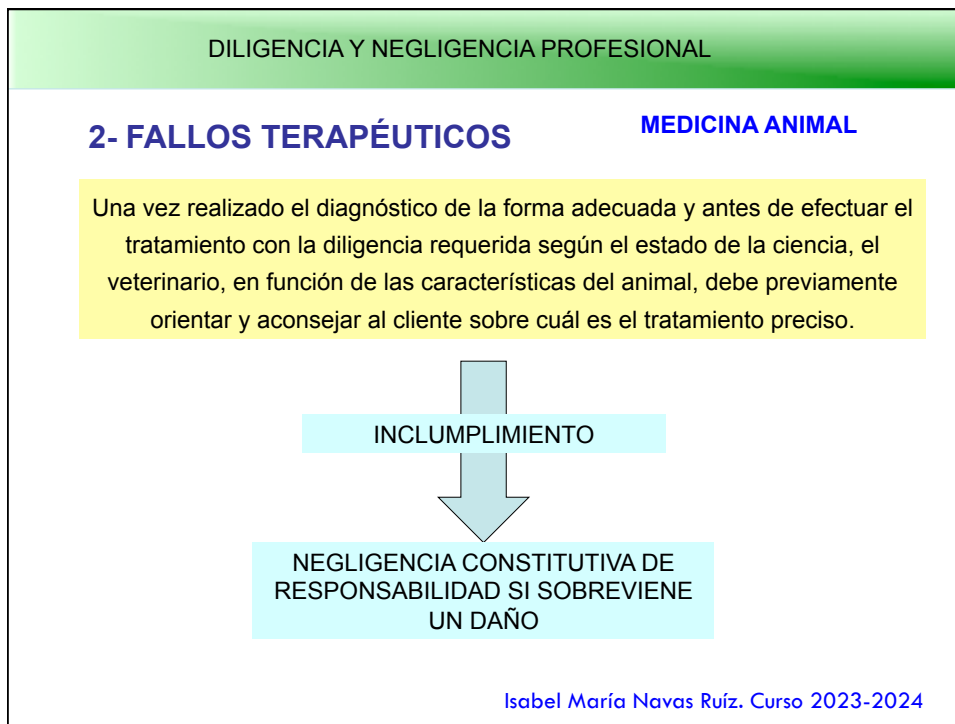 DILIGENCIA Y NEGLIGENCIA PROFESIONAL
2- FALLOS TERAPÉUTICOS
MEDICINA ANIMAL
Una vez realizado el diagnóstico de la forma adecuada y antes de efectuar el
tratamiento con la diligencia requerida según el estado de la ciencia, el
veterinario, en función de las características del animal, debe previamente
orientar y aconsejar al cliente sobre cuál es el tratamiento preciso.
INCLUMPLIMIENTO
NEGLIGENCIA CONSTITUTIVA DE
RESPONSABILIDAD SI SOBREVIENE
UN DAÑO
Isabel María Navas Ruíz. Curso 2023-2024